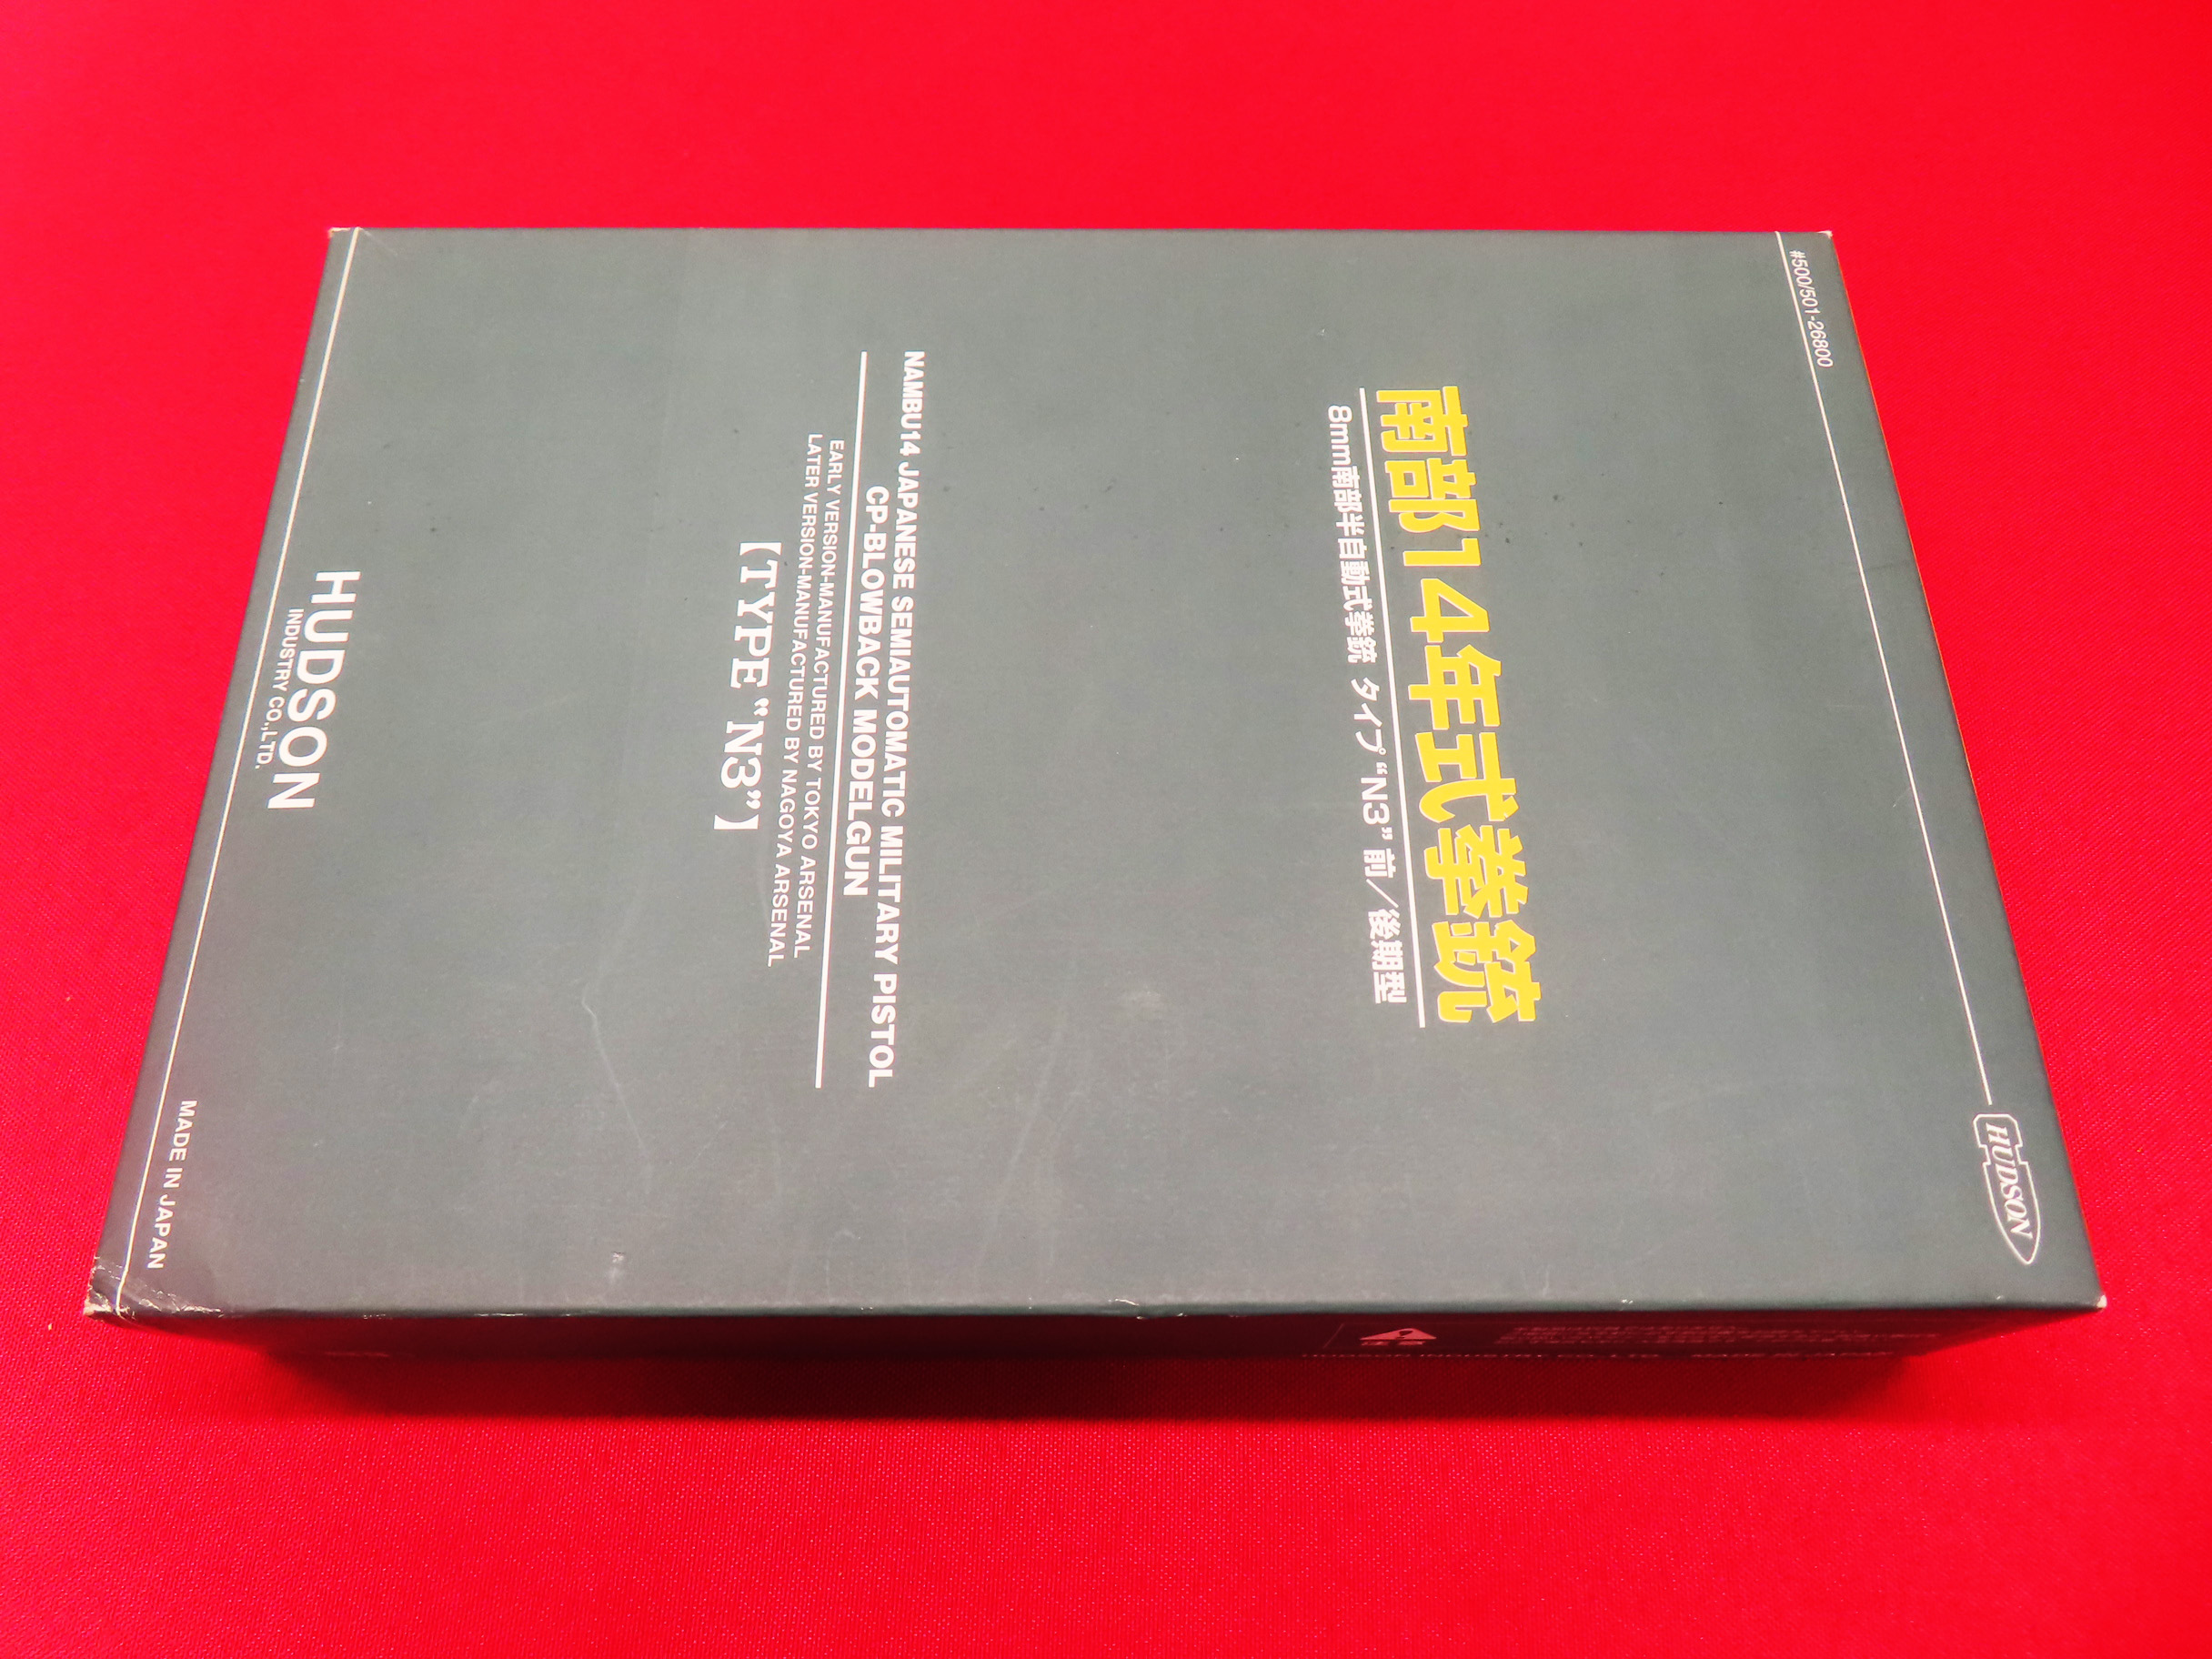 #500/501-26800
HUDSON
南部14年式拳銃
8mm南部半自動式拳銃 タイプ“N3” 前/後期型
NAMBU14 JAPANESE SEMIAUTOMATIC MILITARY PISTOL
CP-BLOWBACK MODELGUN
EARLY VERSION-MANUFACTURED BY TOKYO ARSENAL
LATER VERSION-MANUFACTURED BY NAGOYA ARSENAL
【TYPE“N3”】
HUDSON
INDUSTRY CO.,LTD.
MADE IN JAPAN